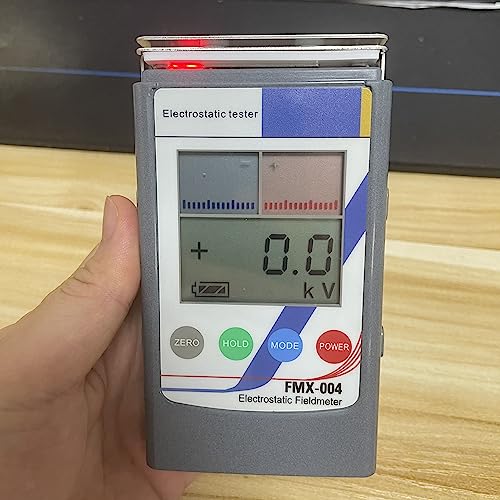 Electrostatic tester
- +
+ 0.0
kV
ZERO HOLD MODE POWER
FMX-004
Electrostatic Fieldmeter